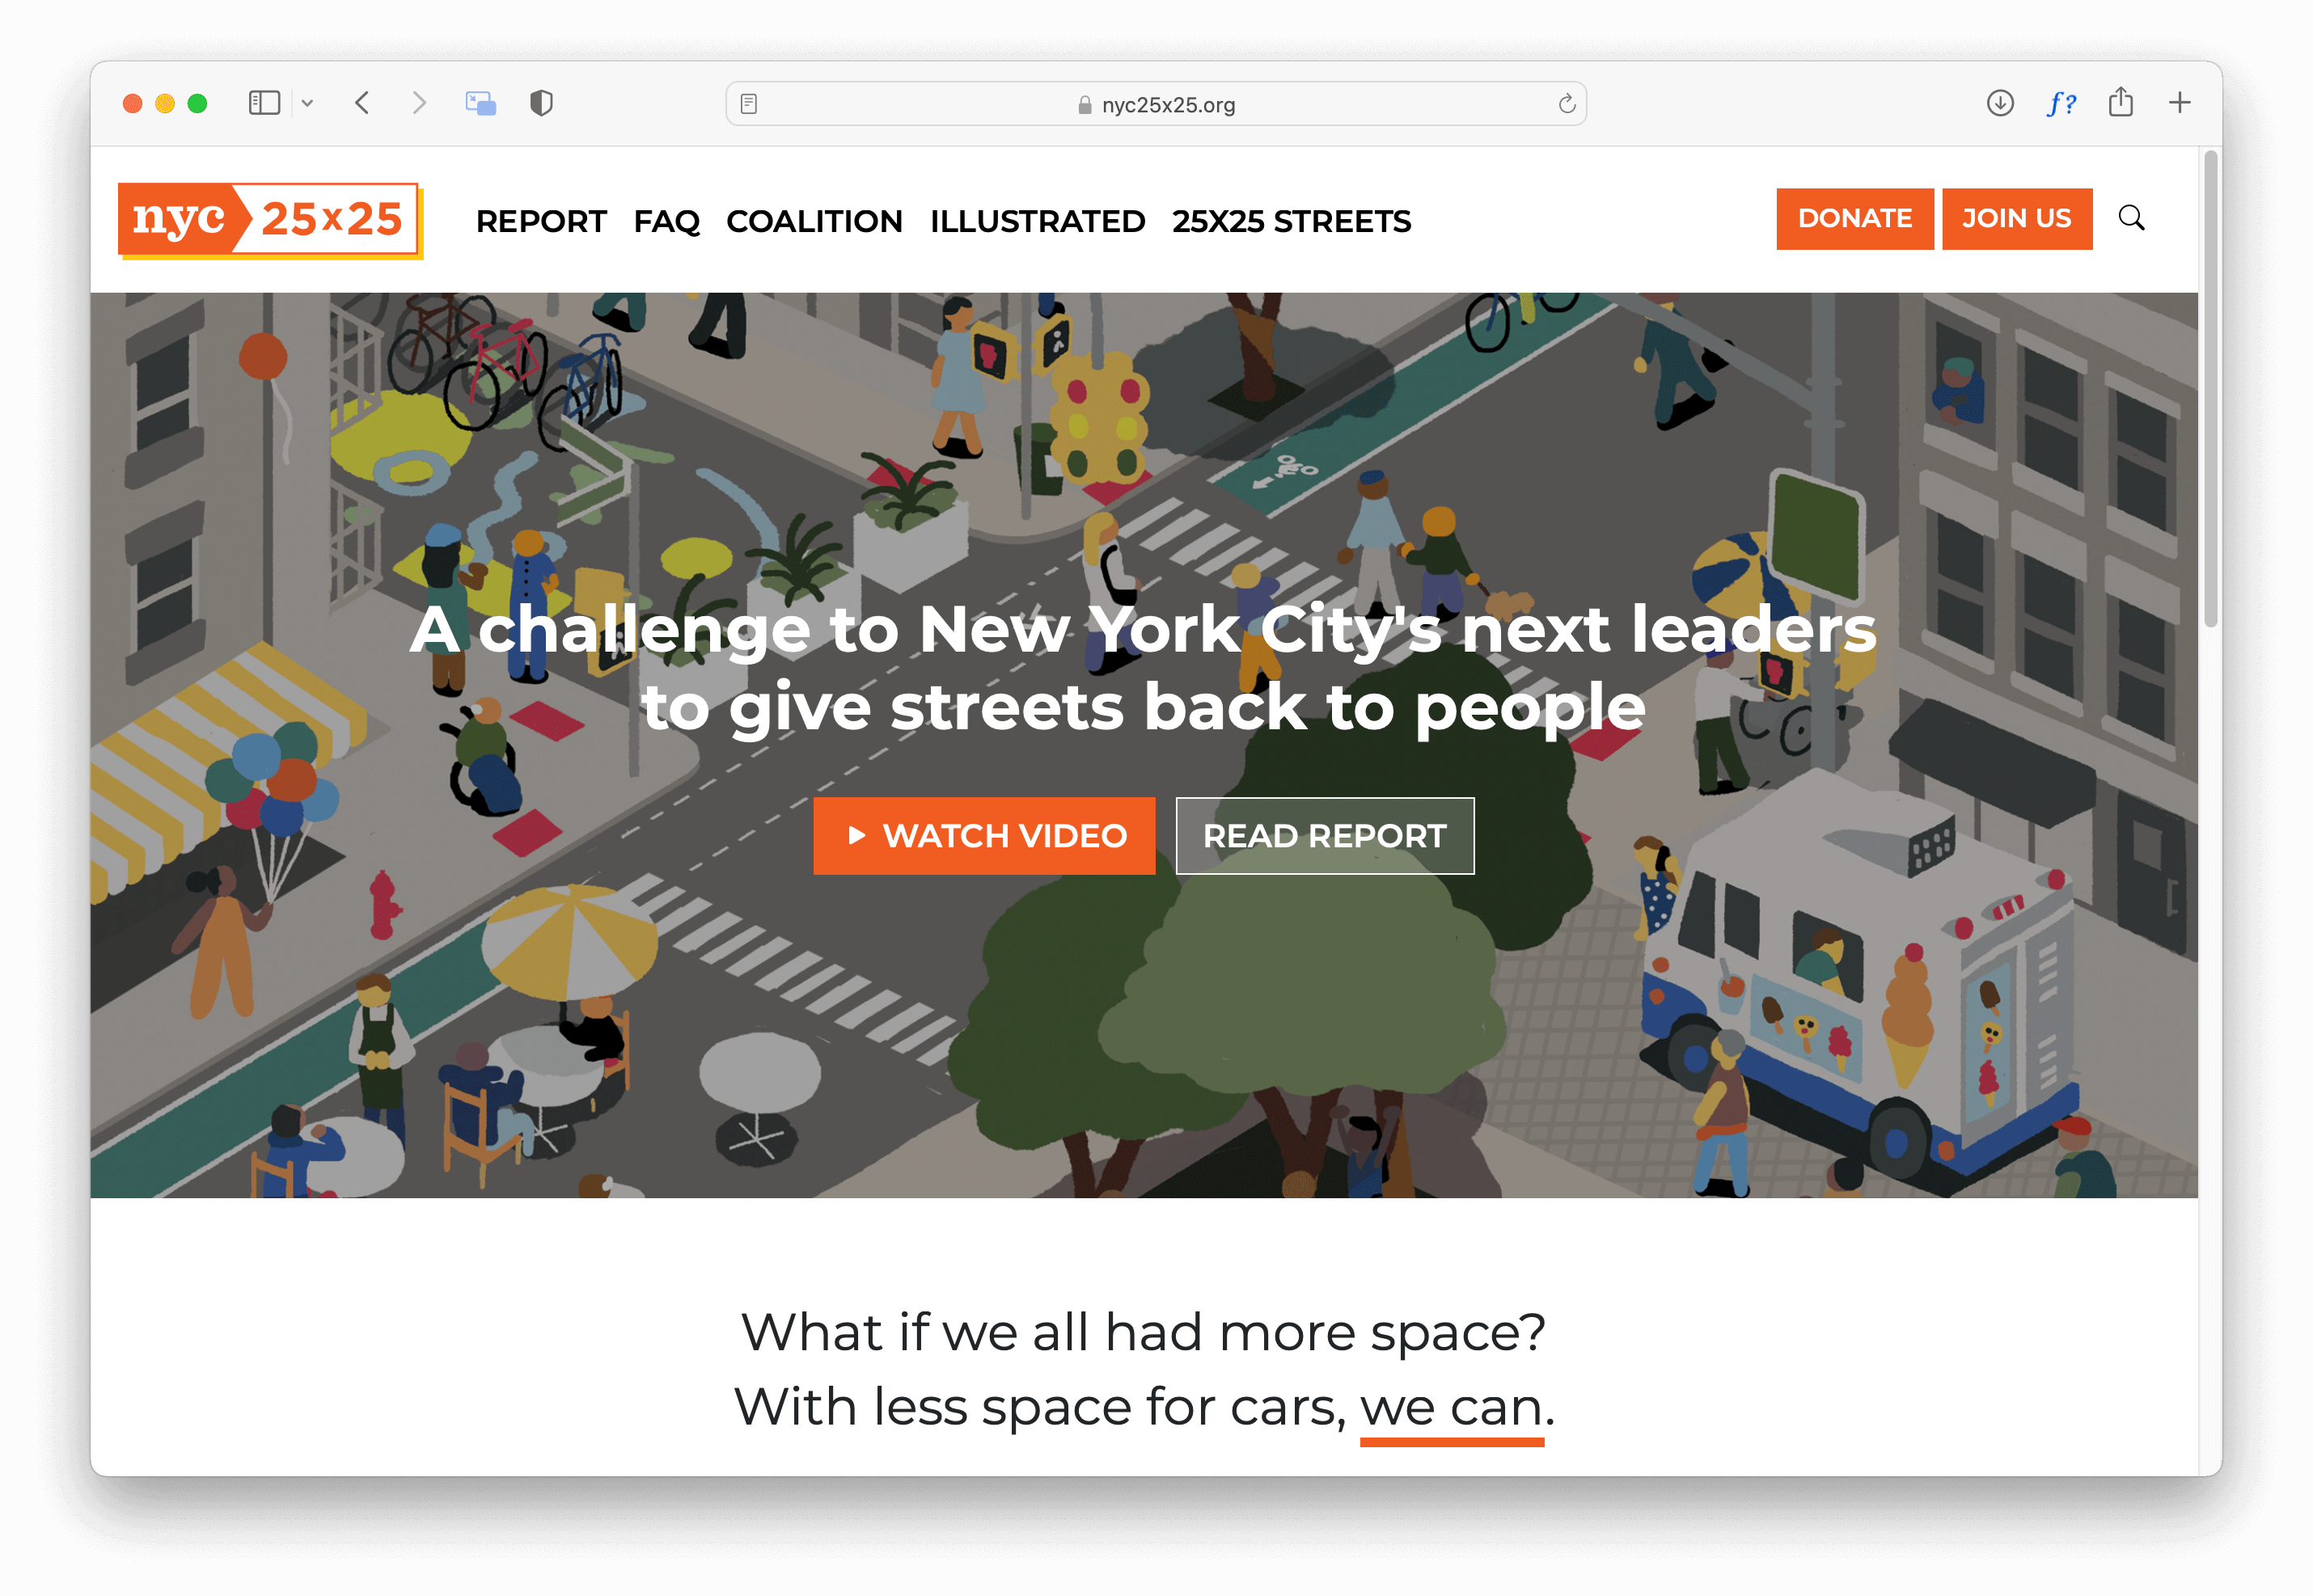 nyc25x25.org
f?
nyc 25x25
REPORT FAQ COALITION ILLUSTRATED 25X25 STREETS
DONATE JOIN US
A challenge to New York City's next leaders
to give streets back to people
WATCH VIDEO READ REPORT
What if we all had more space?
With less space for cars, we can.